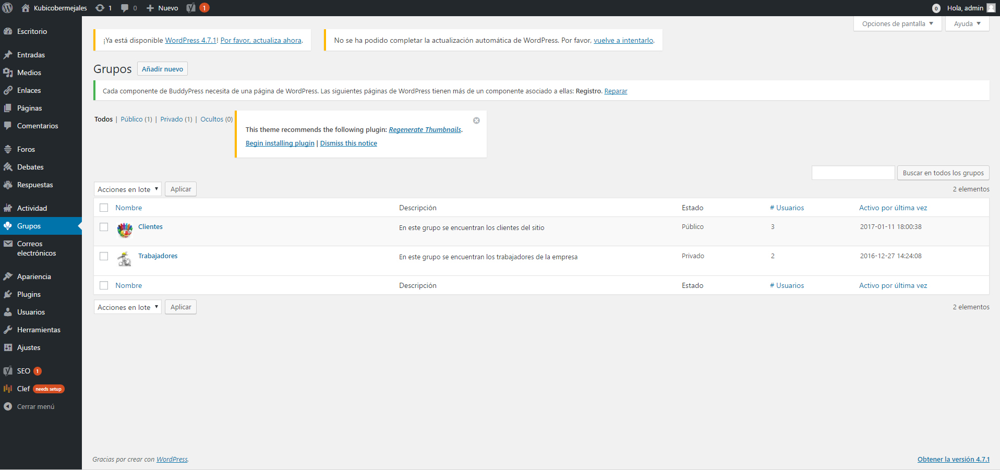 Kubicobermejales 1 0 Nuevo 1 0 Hola, admin
Opciones de pantalla ▼ Ayuda ▼
Escritorio
Entradas
Medios
Enlaces
Páginas
Comentarios
Foros
Debates
Respuestas
Actividad
Grupos
Correos
electrónicos
Apariencia
Plugins
Usuarios
Herramientas
Ajustes
SEO 1
Clef needs setup
Cerrar menú
¡Ya está disponible WordPress 4.7.1! Por favor, actualiza ahora.
No se ha podido completar la actualización automática de WordPress. Por favor, vuelve a intentarlo.
Grupos Añadir nuevo
Cada componente de BuddyPress necesita de una página de WordPress. Las siguientes páginas de WordPress tienen más de un componente asociado a ellas: Registro. Reparar
Todos | Público (1) | Privado (1) | Ocultos (0)
This theme recommends the following plugin: Regenerate Thumbnails.
Begin installing plugin | Dismiss this notice
Buscar en todos los grupos
Acciones en lote ▼ Aplicar 2 elementos
Nombre Descripción Estado # Usuarios Activo por última vez
Clientes En este grupo se encuentran los clientes del sitio Público 3 2017-01-11 18:00:38
Trabajadores En este grupo se encuentran los trabajadores de la empresa Privado 2 2016-12-27 14:24:08
Nombre Descripción Estado # Usuarios Activo por última vez
Acciones en lote ▼ Aplicar 2 elementos
Gracias por crear con WordPress. Obtener la versión 4.7.1